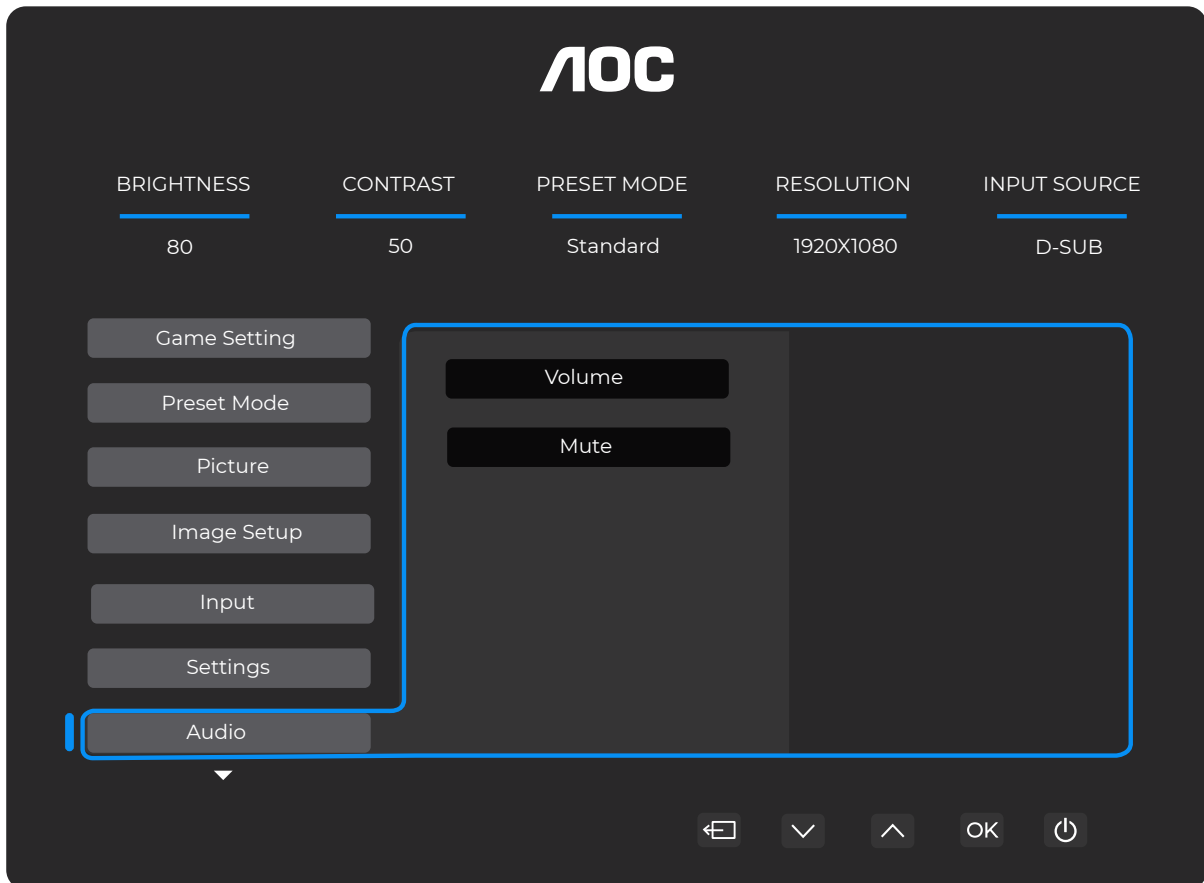 AOC
BRIGHTNESS CONTRAST PRESET MODE RESOLUTION INPUT SOURCE
80 50 Standard 1920X1080 D-SUB
Game Setting
Preset Mode
Picture
Image Setup
Input
Settings
Audio
Volume
Mute
OK